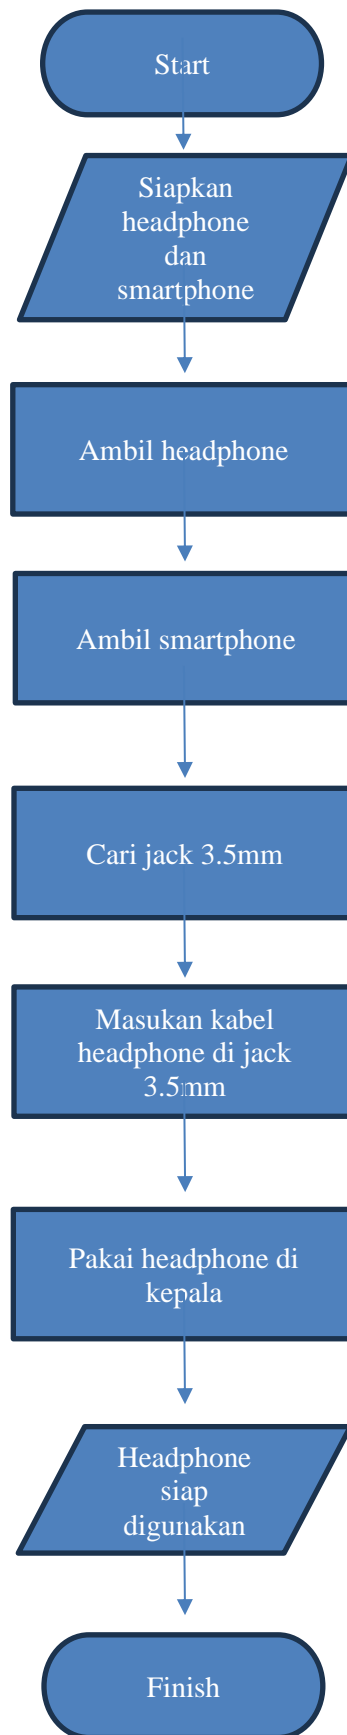 Start
Siapkan
headphone
dan
smartphone
Ambil headphone
Ambil smartphone
Cari jack 3.5mm
Masukan kabel
headphone di jack
3.5mm
Pakai headphone di
kepala
Headphone
siap
digunakan
Finish